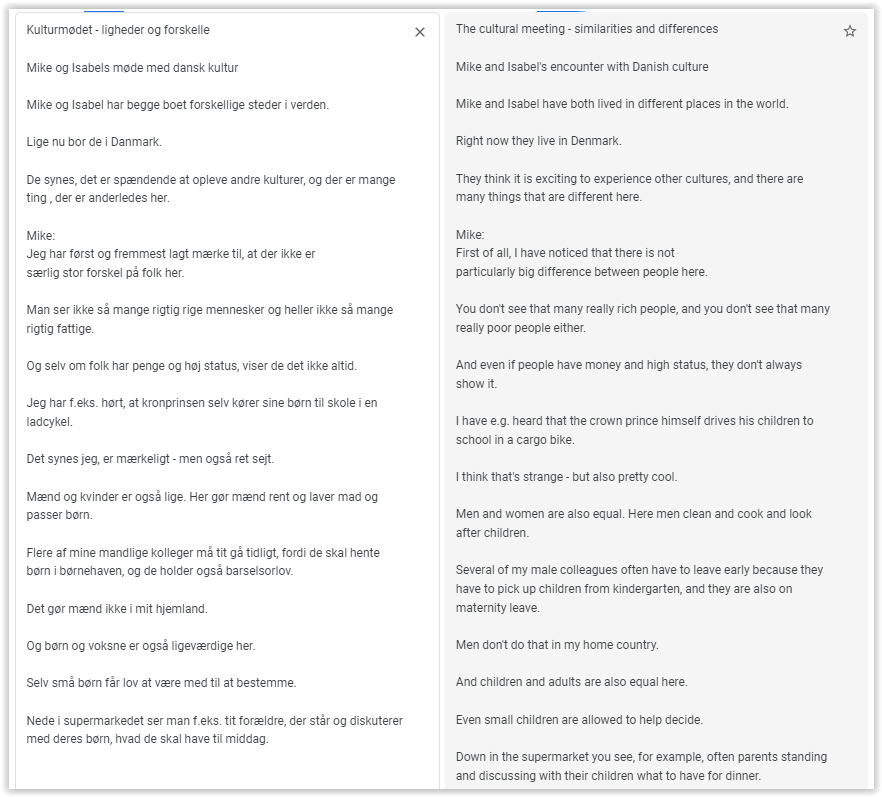 Kulturmødet - ligheder og forskelle
Mike og Isabels møde med dansk kultur
Mike og Isabel har begge boet forskellige steder i verden.
Lige nu bor de i Danmark.
De synes, det er spændende at opleve andre kulturer, og der er mange
ting , der er anderledes her.
Mike:
Jeg har først og fremmest lagt mærke til, at der ikke er
særlig stor forskel på folk her.
Man ser ikke så mange rigtig rige mennesker og heller ikke så mange
rigtig fattige.
Og selv om folk har penge og høj status, viser de det ikke altid.
Jeg har f.eks. hørt, at kronprinsen selv kører sine børn til skole i en
ladcykel.
Det synes jeg, er mærkeligt - men også ret sejt.
Mænd og kvinder er også lige. Her gør mænd rent og laver mad og
passer børn.
Flere af mine mandlige kolleger må tit gå tidligt, fordi de skal hente
børn i børnehaven, og de holder også barselsorlov.
Det gør mænd ikke i mit hjemland.
Og børn og voksne er også ligeværdige her.
Selv små børn får lov at være med til at bestemme.
Nede i supermarkedet ser man f.eks. tit forældre, der står og diskuterer
med deres børn, hvad de skal have til middag.
The cultural meeting - similarities and differences
Mike and Isabel's encounter with Danish culture
Mike and Isabel have both lived in different places in the world.
Right now they live in Denmark.
They think it is exciting to experience other cultures, and there are
many things that are different here.
Mike:
First of all, I have noticed that there is not
particularly big difference between people here.
You don't see that many really rich people, and you don't see that many
really poor people either.
And even if people have money and high status, they don't always
show it.
I have e.g. heard that the crown prince himself drives his children to
school in a cargo bike.
I think that's strange - but also pretty cool.
Men and women are also equal. Here men clean and cook and look
after children.
Several of my male colleagues often have to leave early because they
have to pick up children from kindergarten, and they are also on
maternity leave.
Men don't do that in my home country.
And children and adults are also equal here.
Even small children are allowed to help decide.
Down in the supermarket you see, for example, often parents standing
and discussing with their children what to have for dinner.